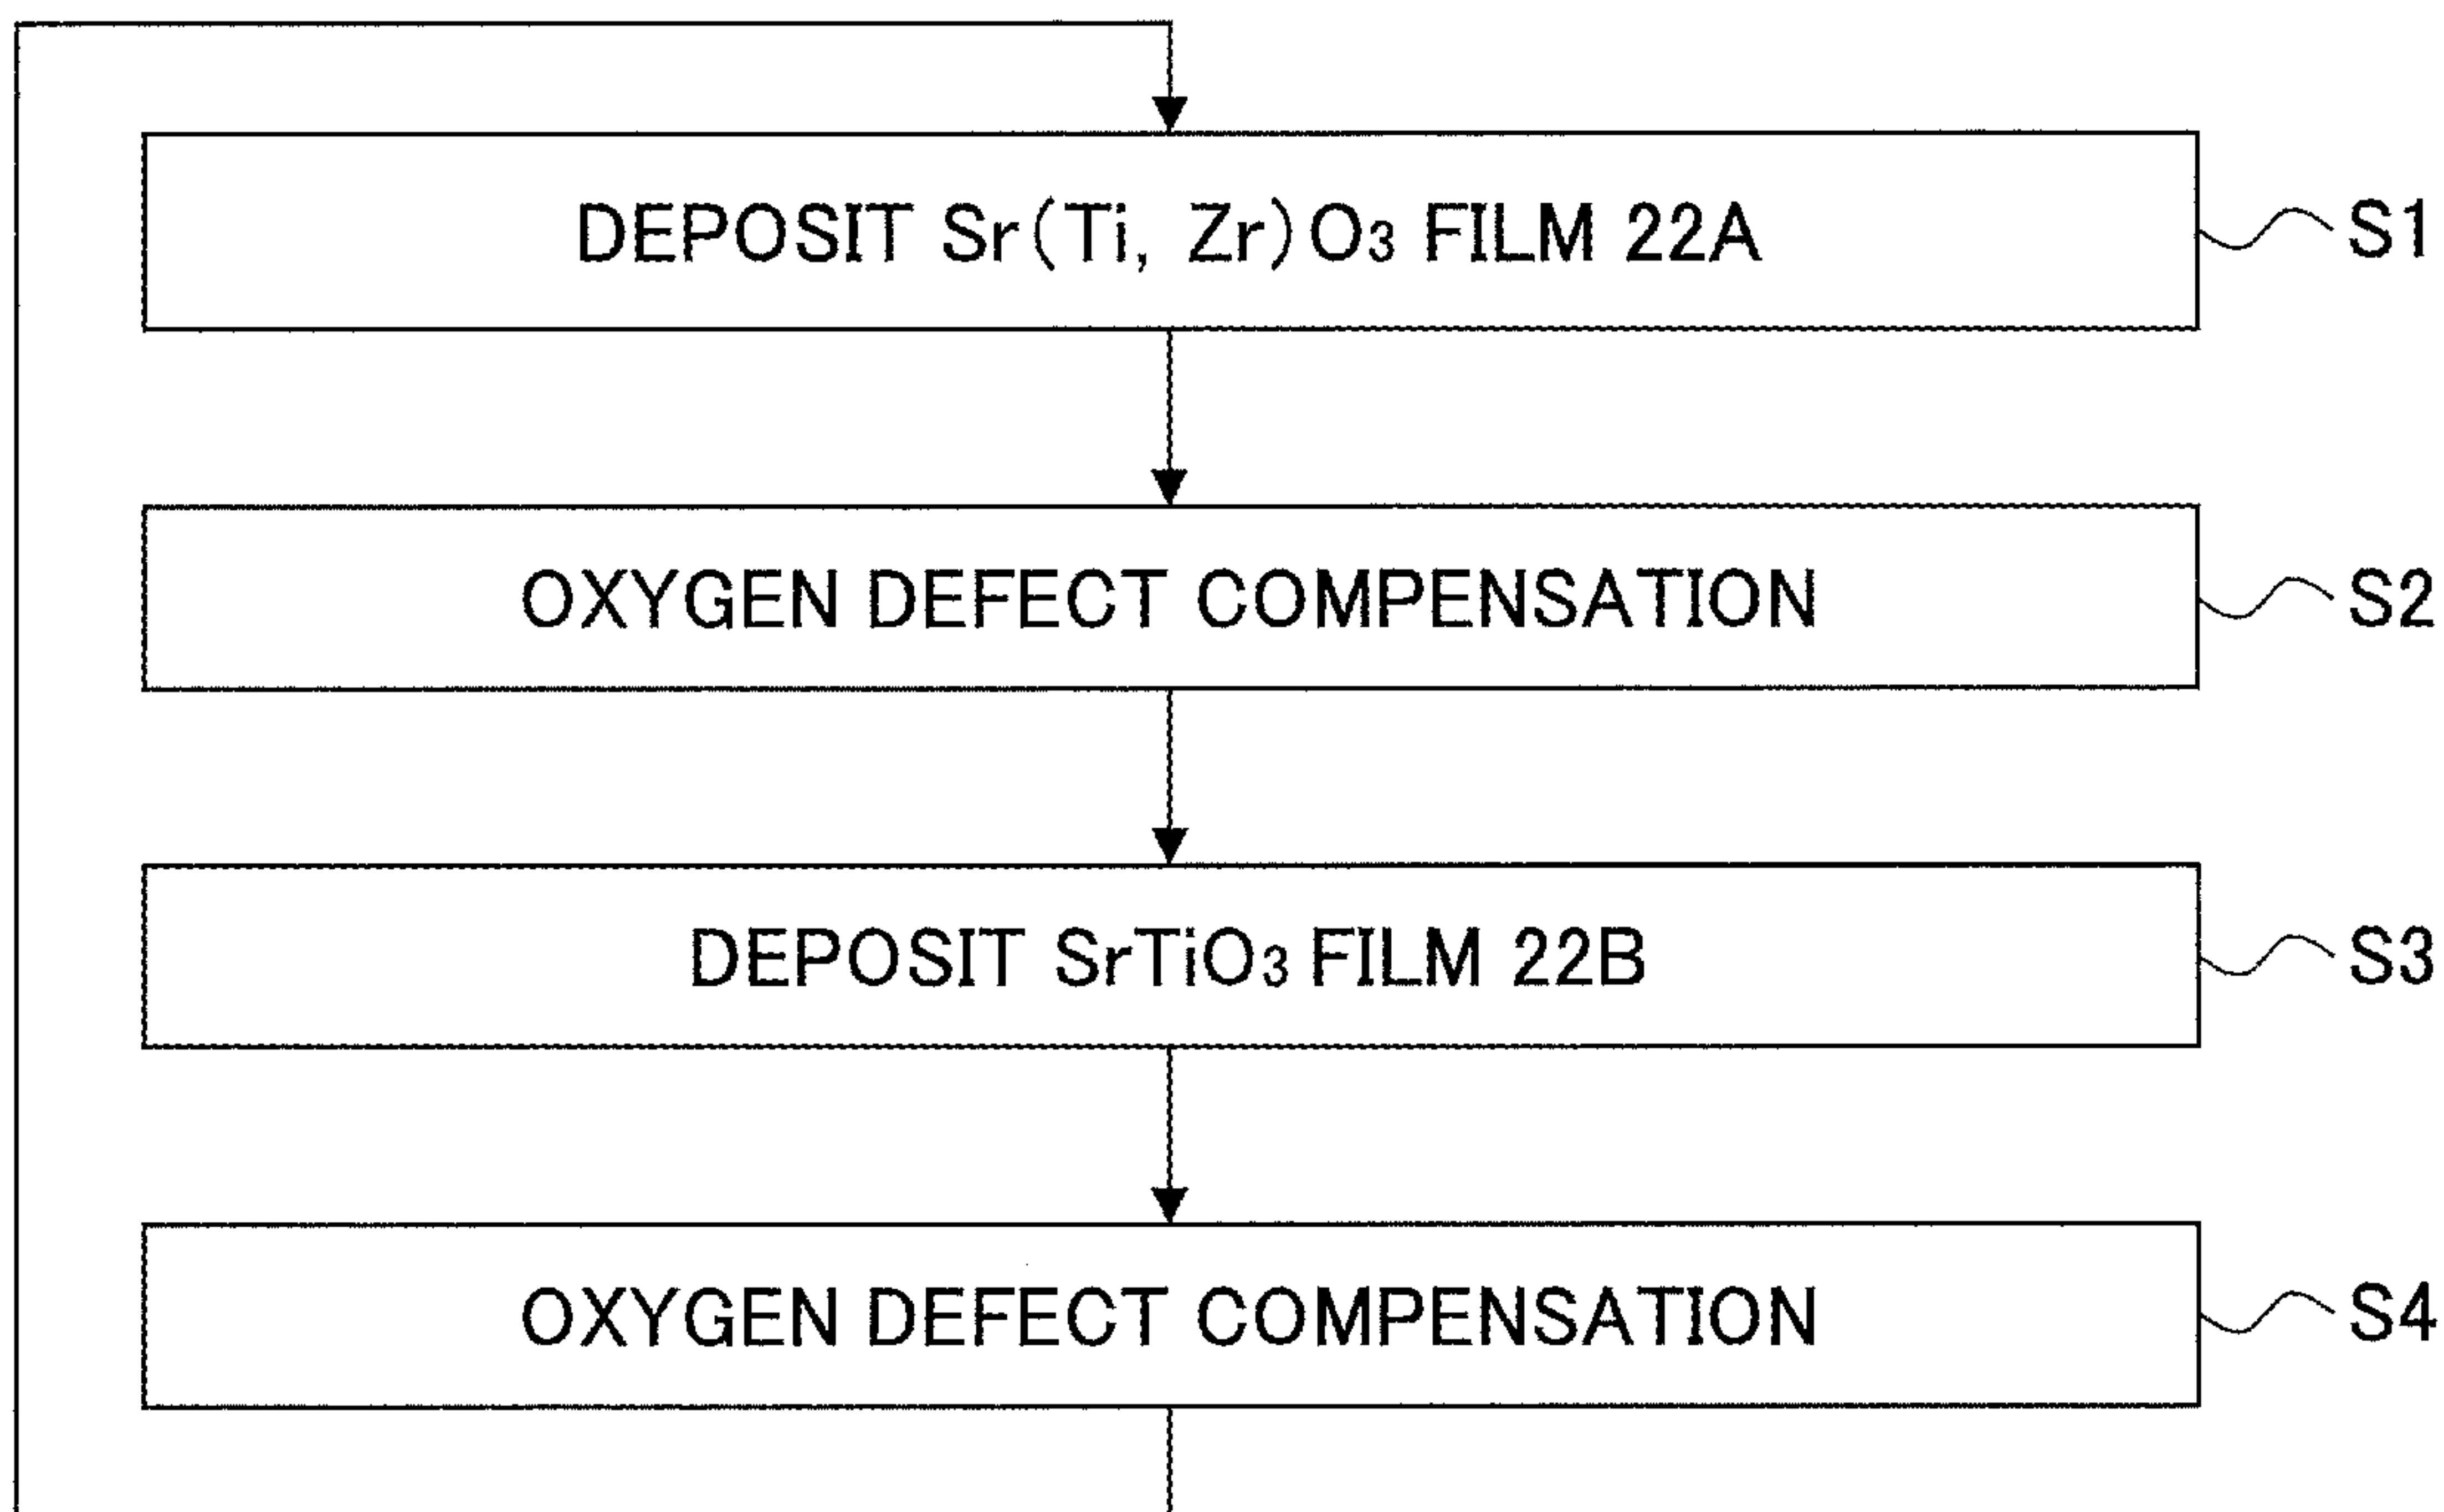 DEPOSIT Sr(Ti, Zr)O₃ FILM 22A
S1
OXYGEN DEFECT COMPENSATION
S2
DEPOSIT SrTiO₃ FILM 22B
S3
OXYGEN DEFECT COMPENSATION
S4